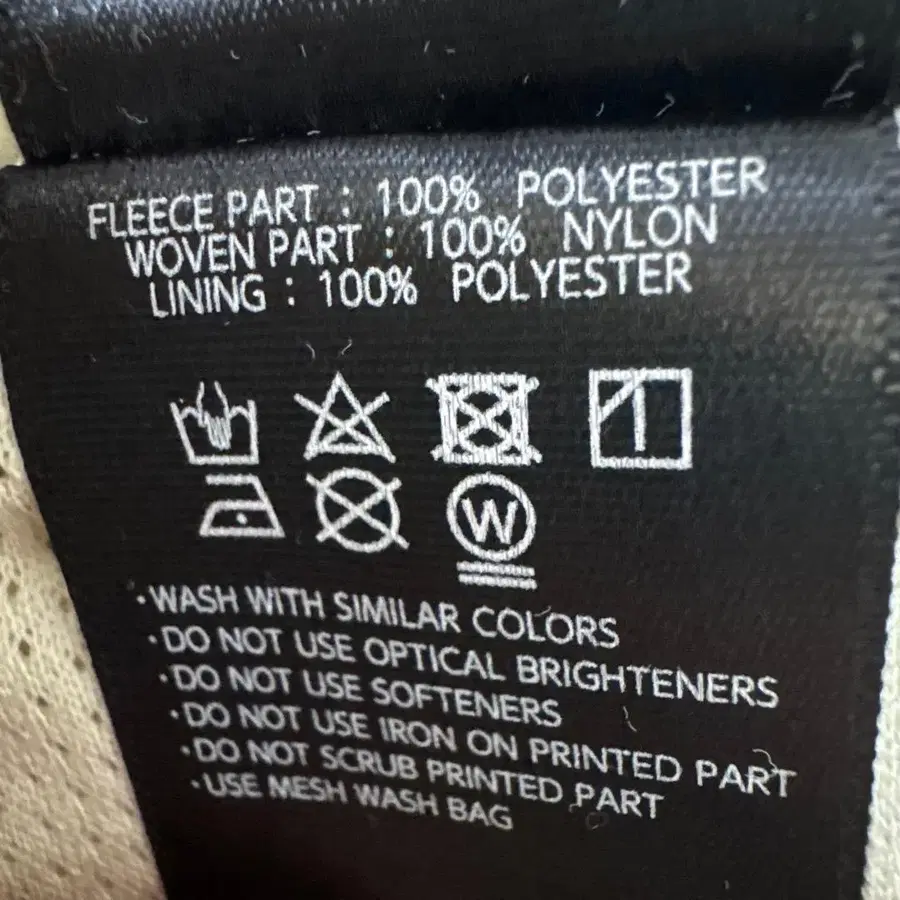 FLEECE PART : 100% POLYESTER
WOVEN PART : 100% NYLON
LINING : 100% POLYESTER
W
·WASH WITH SIMILAR COLORS
·DO NOT USE OPTICAL BRIGHTENERS
·DO NOT USE SOFTENERS
·DO NOT USE IRON ON PRINTED PART
·DO NOT SCRUB PRINTED PART
·USE MESH WASH BAG